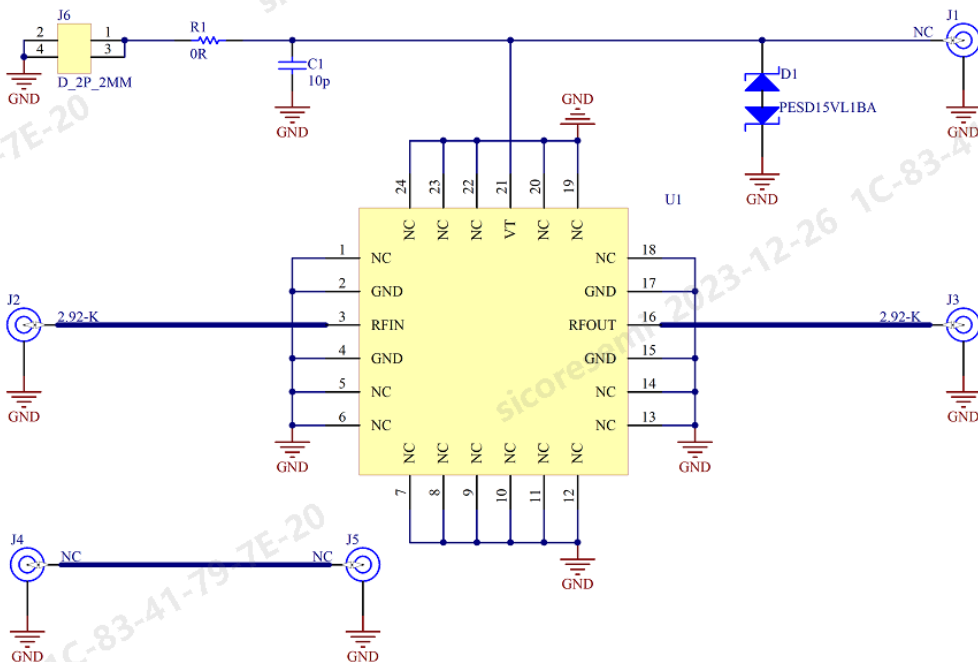 J6
2
4
1
3
D_2P_2MM
GND
R1
0R
C1
10p
GND
GND
D1
PESD15VL1BA
GND
NC
J1
GND
24
23
22
21
20
19
NC
NC
NC
VT
NC
NC
U1
1 NC
2 GND
3 RFIN
4 GND
5 NC
6 NC
NC 18
GND 17
RFOUT 16
GND 15
NC 14
NC 13
J2
2.92-K
GND
GND
J3
2.92-K
GND
GND
NC
NC
NC
NC
NC
NC
7
8
9
10
11
12
GND
J4
NC
GND
J5
NC
GND
7E-20
sicoresemi 2023-12-26 1C-83-4
1C-83-41-79-7E-20